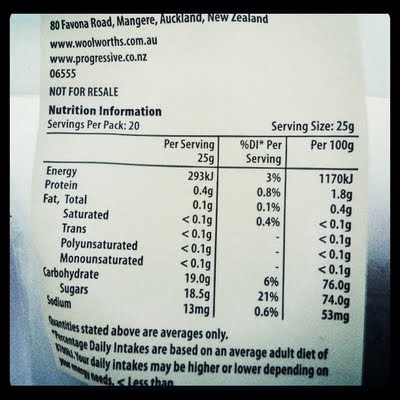 80 Favona Road, Mangere, Auckland, New Zealand
www.woolworths.com.au
www.progressive.co.nz
06555
NOT FOR RESALE
Nutrition Information
Servings Per Pack: 20 Serving Size: 25g
Per Serving 25g %DI* Per Serving Per 100g
Energy 293kJ 3% 1170kJ
Protein 0.4g 0.8% 1.8g
Fat, Total 0.1g 0.1% 0.4g
Saturated < 0.1g 0.4% < 0.1g
Trans < 0.1g - < 0.1g
Polyunsaturated < 0.1g - < 0.1g
Monounsaturated < 0.1g - < 0.1g
Carbohydrate 19.0g 6% 76.0g
Sugars 18.5g 21% 74.0g
Sodium 13mg 0.6% 53mg
Quantities stated above are averages only.
*Percentage Daily Intakes are based on an average adult diet of
8700kJ. Your daily intakes may be higher or lower depending on
your energy needs. < Less than